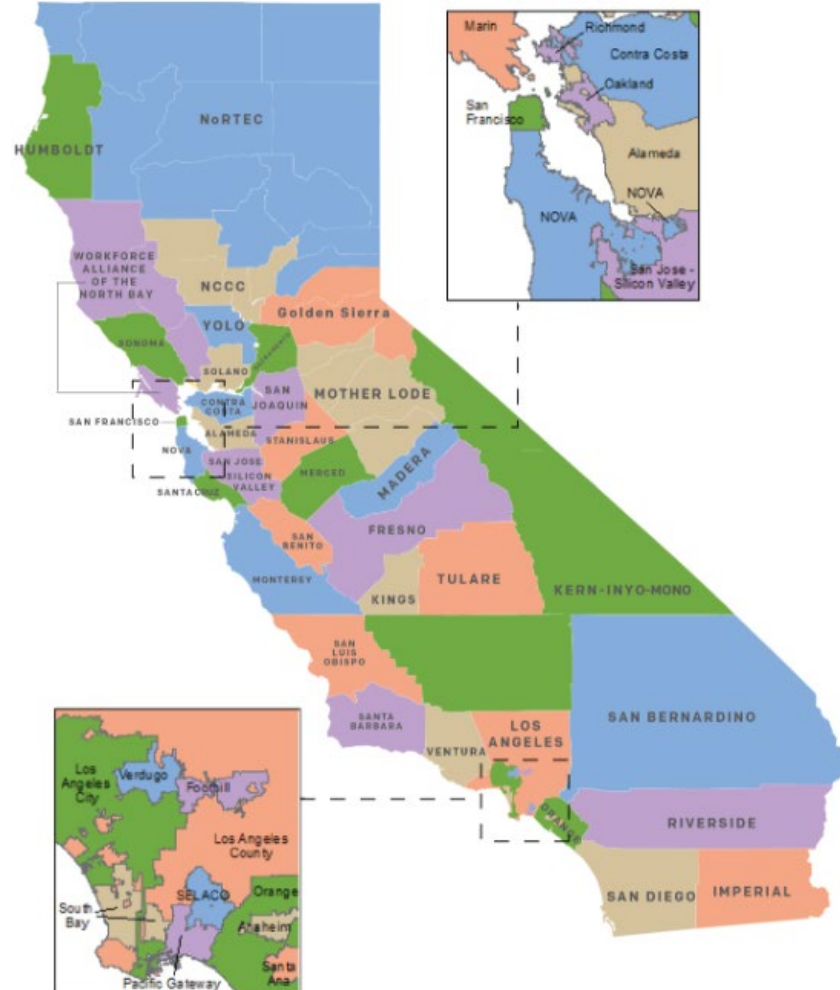 Marin
Richmond
Contra Costa
Oakland
San
Francisco
Alameda
NOVA
NOVA
San Jose -
Silicon Valley
NoRTEC
HUMBOLDT
WORKFORCE
ALLIANCE
OF THE
NORTH BAY
NCCC
Golden Sierra
YOLO
SONOMA
SACRAMENTO
SOLANO
CONTRA
COSTA
SAN
JOAQUIN
MOTHER LODE
SAN FRANCISCO
ALAMEDA
STANISLAUS
NOVA
SAN JOSE
SILICON
VALLEY
MERCED
MADERA
SANTA CRUZ
FRESNO
SAN
BENITO
MONTEREY
KINGS
TULARE
KERN-INYO-MONO
SAN
LUIS
OBISPO
SANTA
BARBARA
VENTURA
LOS
ANGELES
SAN BERNARDINO
ORANGE
RIVERSIDE
SAN DIEGO
IMPERIAL
Los
Angeles
City
Verdugo
Foothill
Los Angeles
County
SELACO
Orange
South
Bay
Anaheim
Santa
Ana
Pacific Gateway